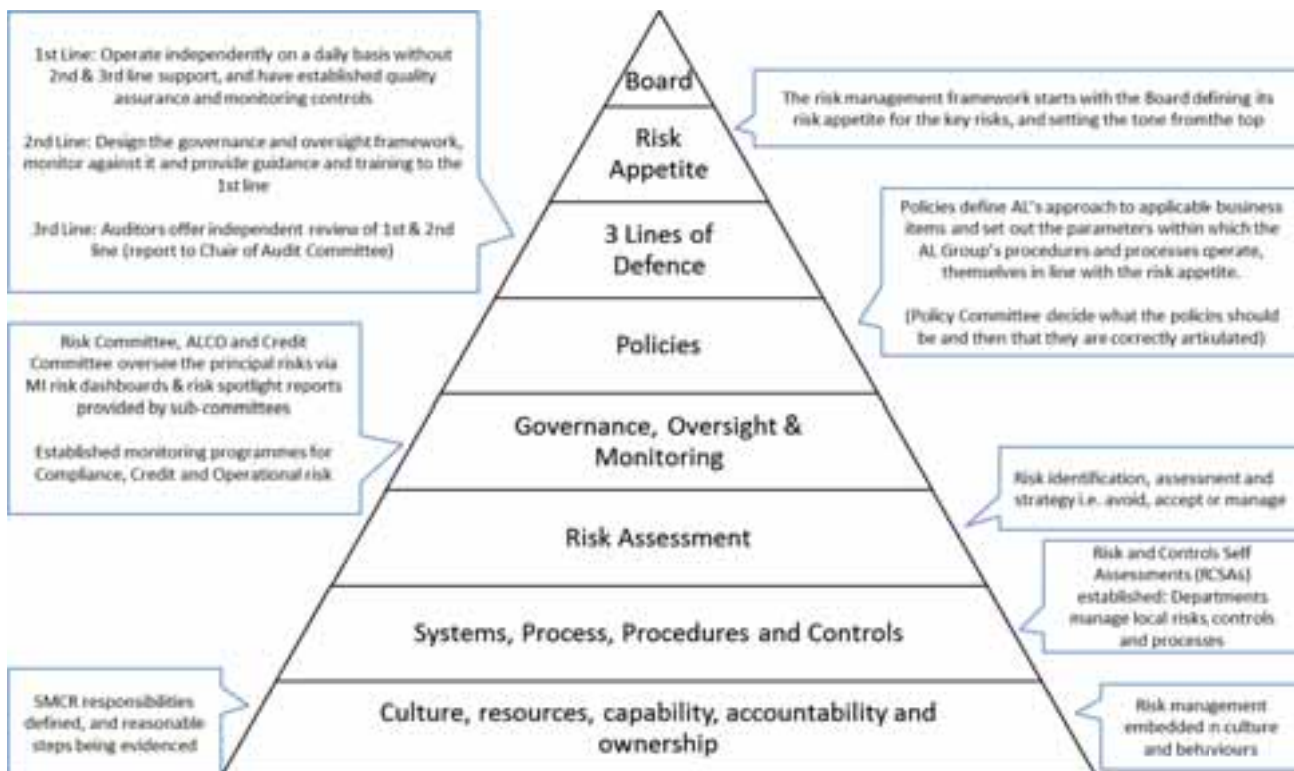 1st Line: Operate independently on a daily basis without
2nd & 3rd line support, and have established quality
assurance and monitoring controls
2nd Line: Design the governance and oversight framework,
monitor against it and provide guidance and training to the
1st line
3rd Line: Auditors offer independent review of 1st & 2nd
line (report to Chair of Audit Committee)
Board
The risk management framework starts with the Board defining its
risk appetite for the key risks, and setting the tone fromthe top
Risk
Appetite
3 Lines of
Defence
Policies define AL's approach to applicable business
items and set out the parameters within which the
AL Group's procedures and processes operate,
themselves in line with the risk appetite.
(Policy Committee decide what the policies should
be and then that they are correctly articulated)
Policies
Risk Committee, ALCO and Credit
Committee oversee the principal risks via
MI risk dashboards & risk spotlight reports
provided by sub-committees
Established monitoring programmes for
Compliance, Credit and Operational risk
Governance, Oversight &
Monitoring
Risk identification, assessment and
strategy i.e. avoid, accept or manage
Risk Assessment
Risk and Controls Self
Assessments (RCSAs)
established: Departments
manage local risks, controls
and processes
Systems, Process, Procedures and Controls
SMCR responsibilities
defined, and reasonable
steps being evidenced
Culture, resources, capability, accountability and
ownership
Risk management
embedded n culture
and behuviours